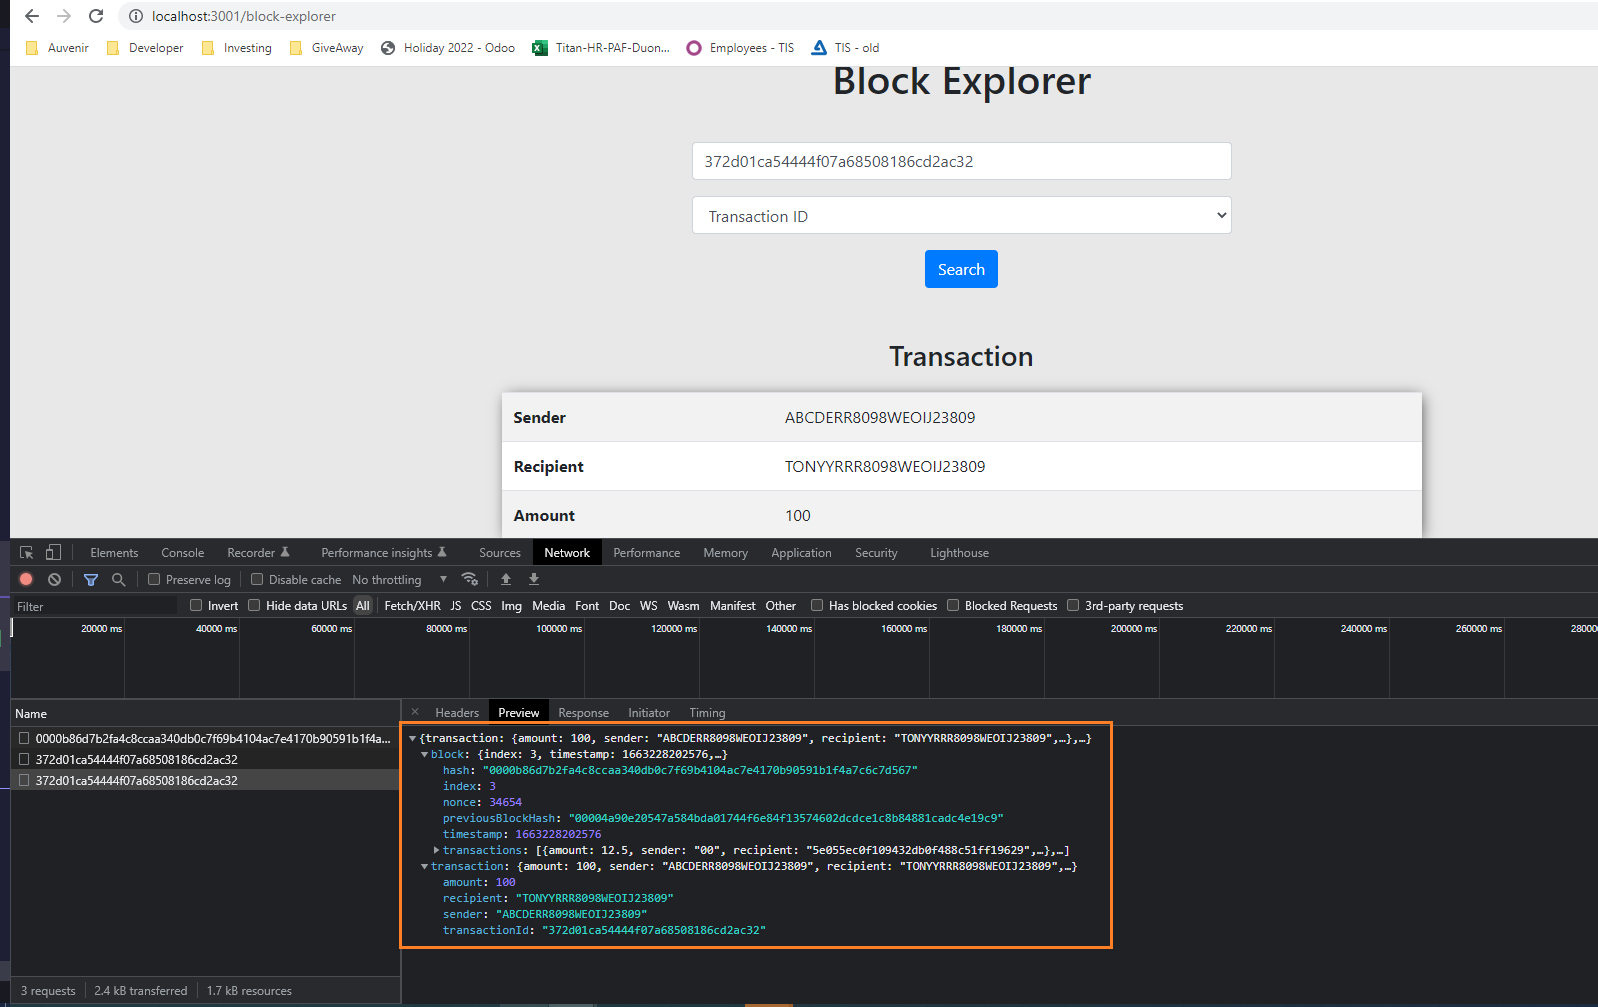 localhost:3001/block-explorer
Auvenir Developer Investing GiveAway Holiday 2022 - Odoo Titan-HR-PAF-Duon... Employees - TIS TIS - old
Block Explorer
372d01ca54444f07a68508186cd2ac32
Transaction ID
Search
Transaction
Sender ABCDERR8098WEOIJ23809
Recipient TONYYRRR8098WEOIJ23809
Amount 100
Elements Console Recorder Performance insights Sources Network Performance Memory Application Security Lighthouse
Preserve log Disable cache No throttling
Filter Invert Hide data URLs All Fetch/XHR JS CSS Img Media Font Doc WS Wasm Manifest Other Has blocked cookies Blocked Requests 3rd-party requests
20000 ms 40000 ms 60000 ms 80000 ms 100000 ms 120000 ms 140000 ms 160000 ms 180000 ms 200000 ms 220000 ms 240000 ms 260000 ms 28000
Name
Headers Preview Response Initiator Timing
0000b86d7b2fa4c8ccaa340db0c7f69b4104ac7e4170b90591b1f4a...
372d01ca54444f07a68508186cd2ac32
372d01ca54444f07a68508186cd2ac32
{transaction: {amount: 100, sender: "ABCDERR8098WEOIJ23809", recipient: "TONYYRRR8098WEOIJ23809",…},…}
block: {index: 3, timestamp: 1663228202576,…}
hash: "0000b86d7b2fa4c8ccaa340db0c7f69b4104ac7e4170b90591b1f4a7c6c7d567"
index: 3
nonce: 34654
previousBlockHash: "00004a90e20547a584bda01744f6e84f13574602dcdce1c8b84881cadc4e19c9"
timestamp: 1663228202576
transactions: [{amount: 12.5, sender: "00", recipient: "5e055ec0f109432db0f488c51ff19629",…},…]
transaction: {amount: 100, sender: "ABCDERR8098WEOIJ23809", recipient: "TONYYRRR8098WEOIJ23809",…}
amount: 100
recipient: "TONYYRRR8098WEOIJ23809"
sender: "ABCDERR8098WEOIJ23809"
transactionId: "372d01ca54444f07a68508186cd2ac32"
3 requests 2.4 kB transferred 1.7 kB resources